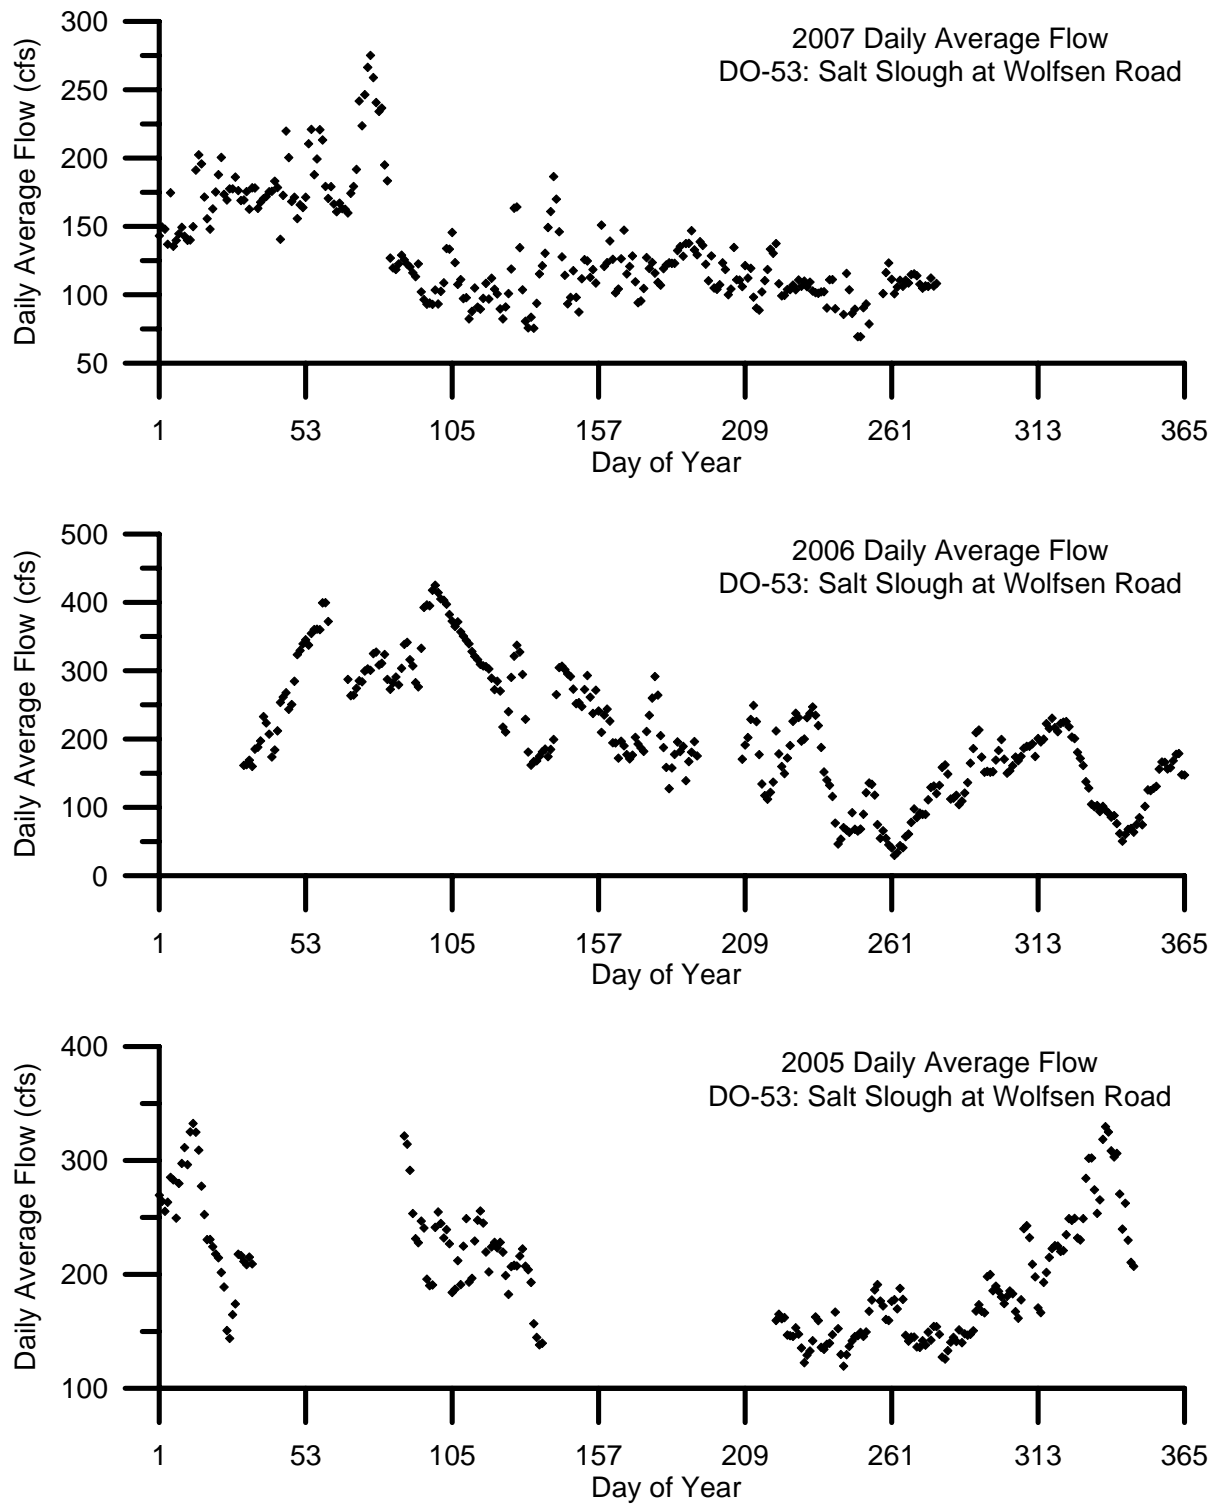 2007 Daily Average Flow
DO-53: Salt Slough at Wolfsen Road
Daily Average Flow (cfs)
300
250
200
150
100
50
1 53 105 157 209 261 313 365
Day of Year
2006 Daily Average Flow
DO-53: Salt Slough at Wolfsen Road
Daily Average Flow (cfs)
500
400
300
200
100
0
1 53 105 157 209 261 313 365
Day of Year
2005 Daily Average Flow
DO-53: Salt Slough at Wolfsen Road
Daily Average Flow (cfs)
400
300
200
100
1 53 105 157 209 261 313 365
Day of Year